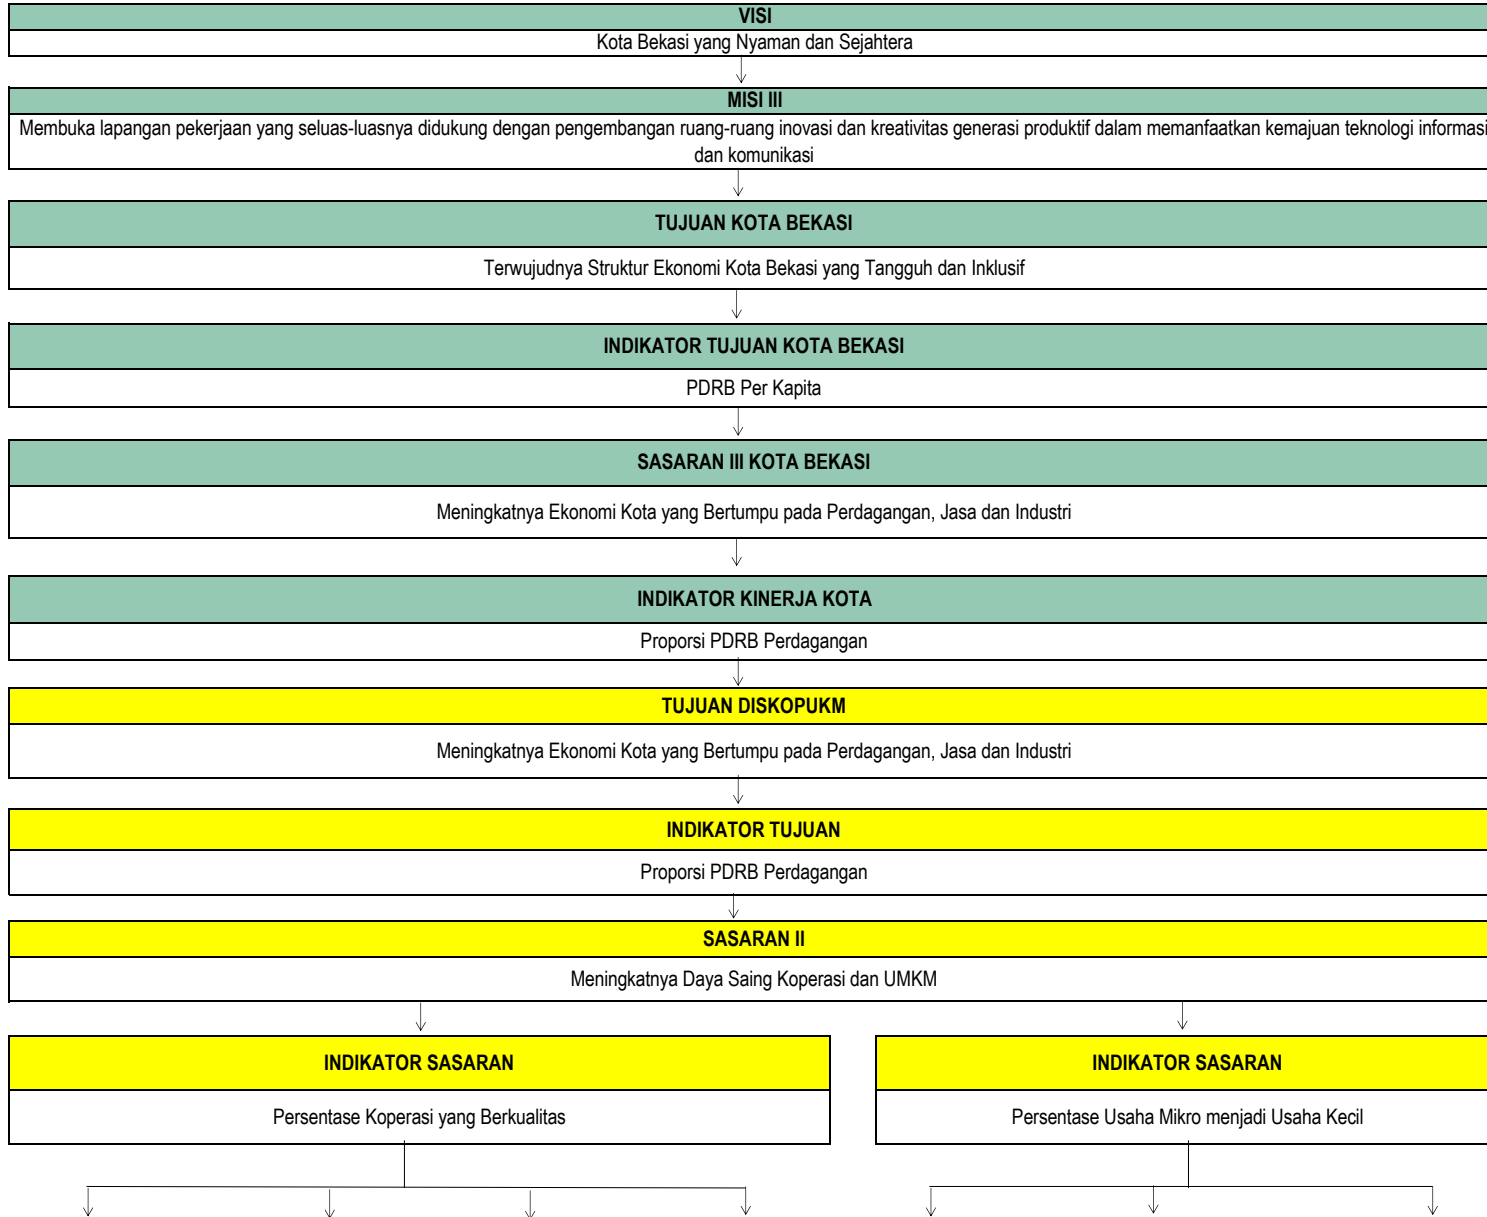 VISI
Kota Bekasi yang Nyaman dan Sejahtera
MISI III
Membuka lapangan pekerjaan yang seluas-luasnya didukung dengan pengembangan ruang-ruang inovasi dan kreativitas generasi produktif dalam memanfaatkan kemajuan teknologi informasi
dan komunikasi
TUJUAN KOTA BEKASI
Terwujudnya Struktur Ekonomi Kota Bekasi yang Tangguh dan Inklusif
INDIKATOR TUJUAN KOTA BEKASI
PDRB Per Kapita
SASARAN III KOTA BEKASI
Meningkatnya Ekonomi Kota yang Bertumpu pada Perdagangan, Jasa dan Industri
INDIKATOR KINERJA KOTA
Proporsi PDRB Perdagangan
TUJUAN DISKOPUKM
Meningkatnya Ekonomi Kota yang Bertumpu pada Perdagangan, Jasa dan Industri
INDIKATOR TUJUAN
Proporsi PDRB Perdagangan
SASARAN II
Meningkatnya Daya Saing Koperasi dan UMKM
INDIKATOR SASARAN
Persentase Koperasi yang Berkualitas
INDIKATOR SASARAN
Persentase Usaha Mikro menjadi Usaha Kecil